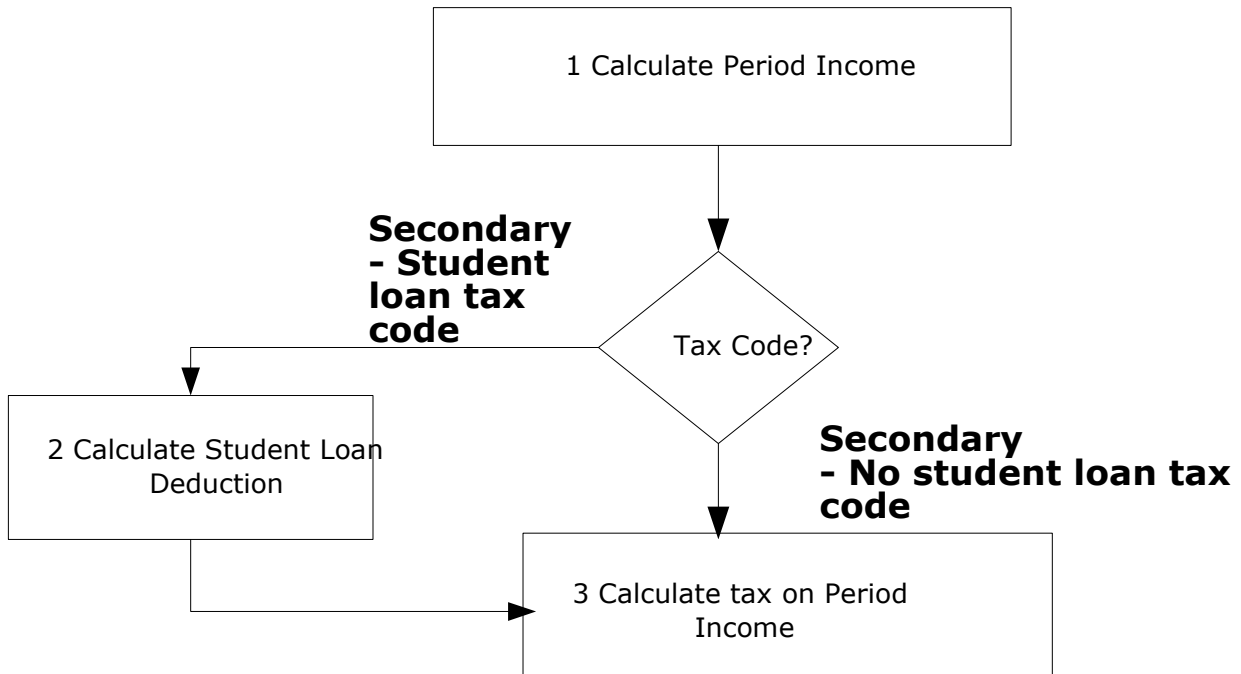 1 Calculate Period Income
Secondary
- Student
loan tax
code
Tax Code?
2 Calculate Student Loan
Deduction
Secondary
- No student loan tax
code
3 Calculate tax on Period
Income